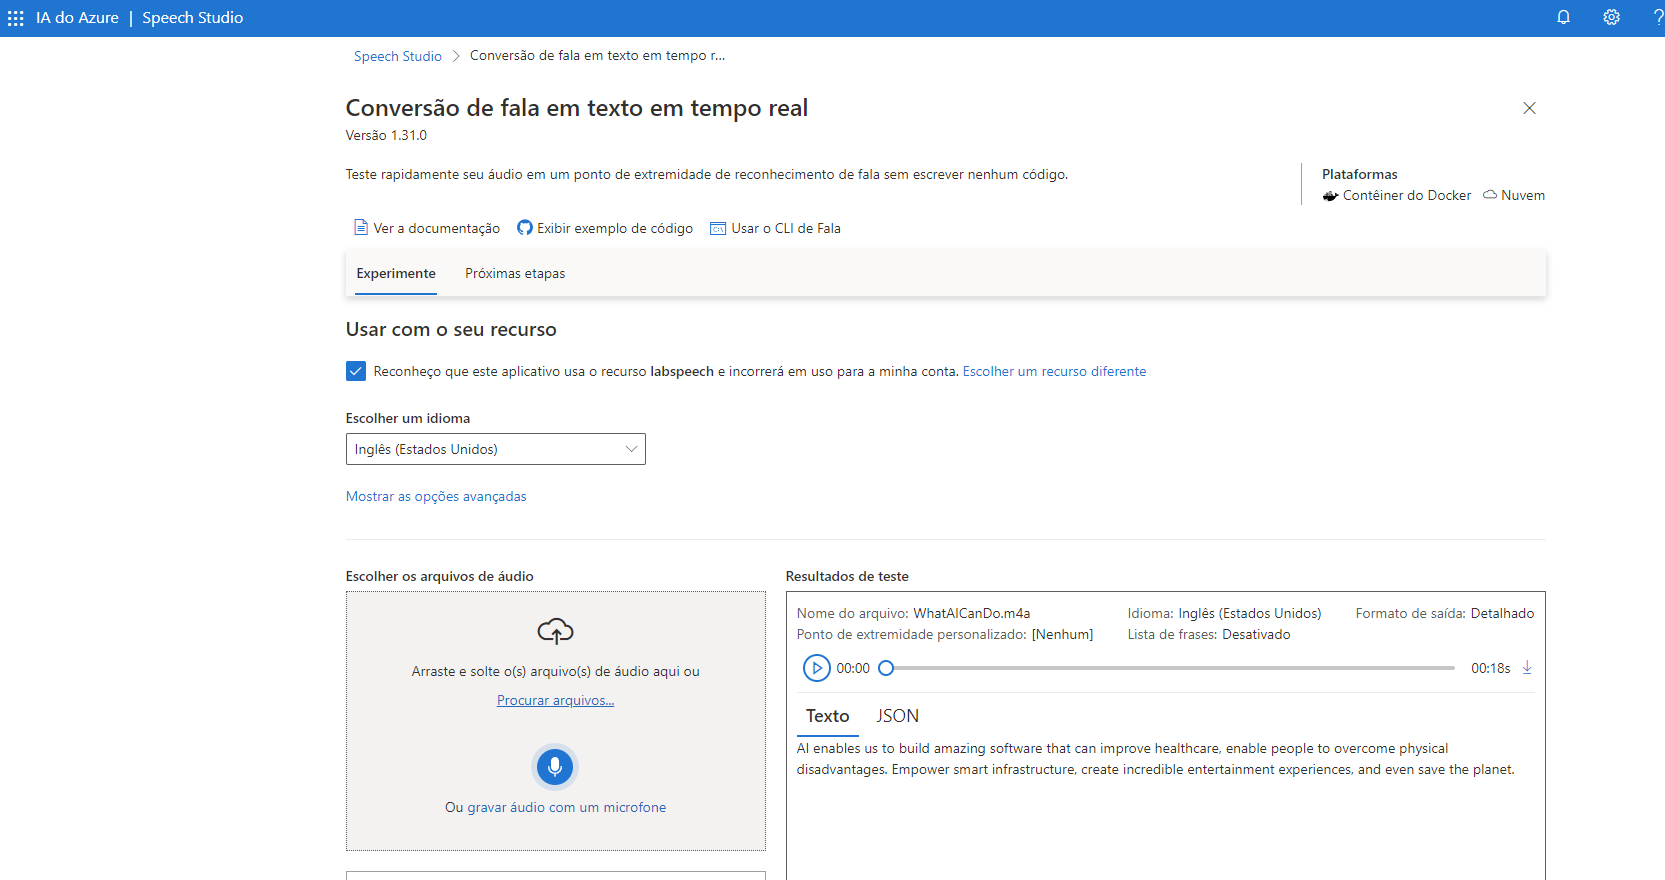 IA do Azure | Speech Studio ?
Speech Studio > Conversão de fala em texto em tempo r...
Conversão de fala em texto em tempo real
Versão 1.31.0
Teste rapidamente seu áudio em um ponto de extremidade de reconhecimento de fala sem escrever nenhum código.
Plataformas
Contêiner do Docker Nuvem
Ver a documentação Exibir exemplo de código Usar o CLI de Fala
Experimente Próximas etapas
Usar com o seu recurso
Reconheço que este aplicativo usa o recurso labspeech e incorrerá em uso para a minha conta. Escolher um recurso diferente
Escolher um idioma
Inglês (Estados Unidos)
Mostrar as opções avançadas
Escolher os arquivos de áudio
Arraste e solte o(s) arquivo(s) de áudio aqui ou
Procurar arquivos...
Ou gravar áudio com um microfone
Resultados de teste
Nome do arquivo: WhatAICanDo.m4a Idioma: Inglês (Estados Unidos) Formato de saída: Detalhado
Ponto de extremidade personalizado: [Nenhum] Lista de frases: Desativado
00:00 00:18s
Texto JSON
AI enables us to build amazing software that can improve healthcare, enable people to overcome physical
disadvantages. Empower smart infrastructure, create incredible entertainment experiences, and even save the planet.